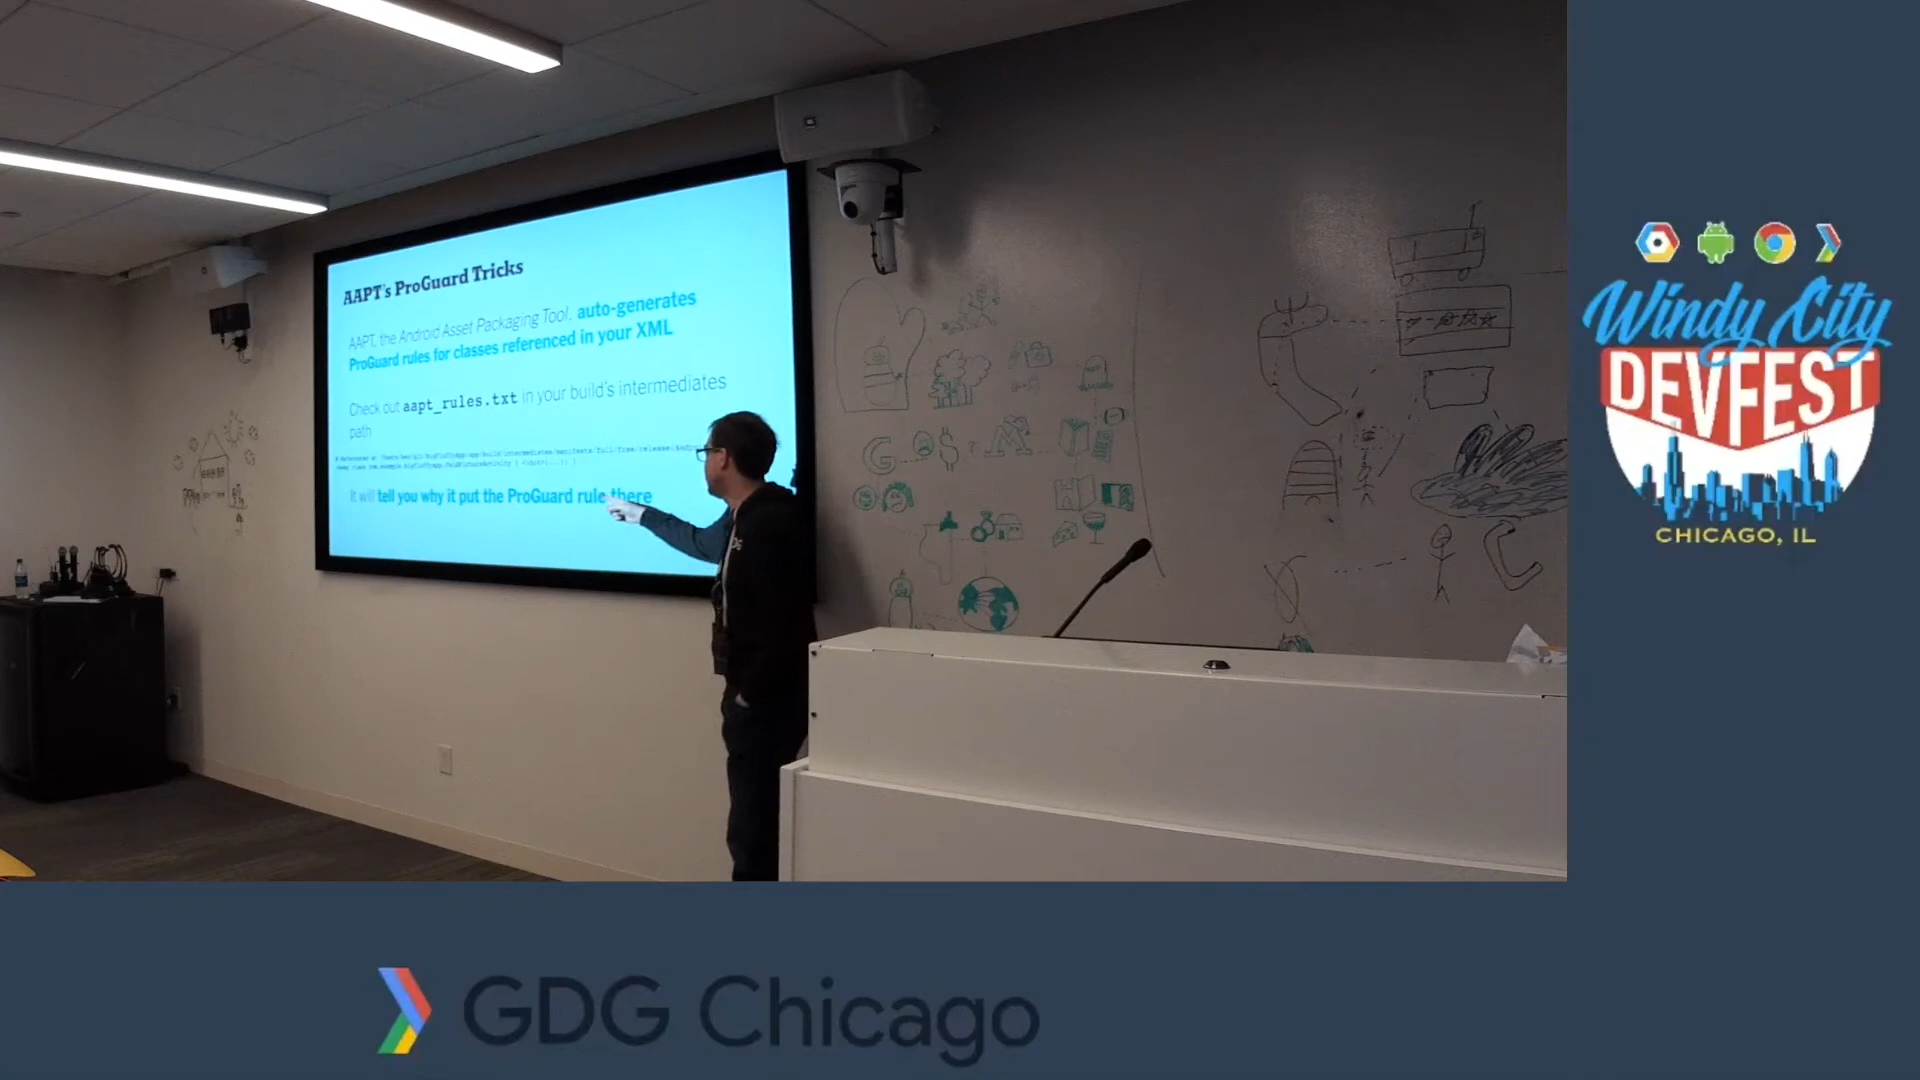 AAPT's ProGuard Tricks
AAPT, the Android Asset Packaging Tool, auto-generates
ProGuard rules for classes referenced in your XML
Check out aapt_rules.txt in your build's intermediates
path
It will tell you why it put the ProGuard rule there
Windy City
DEVFEST
CHICAGO, IL
GDG Chicago